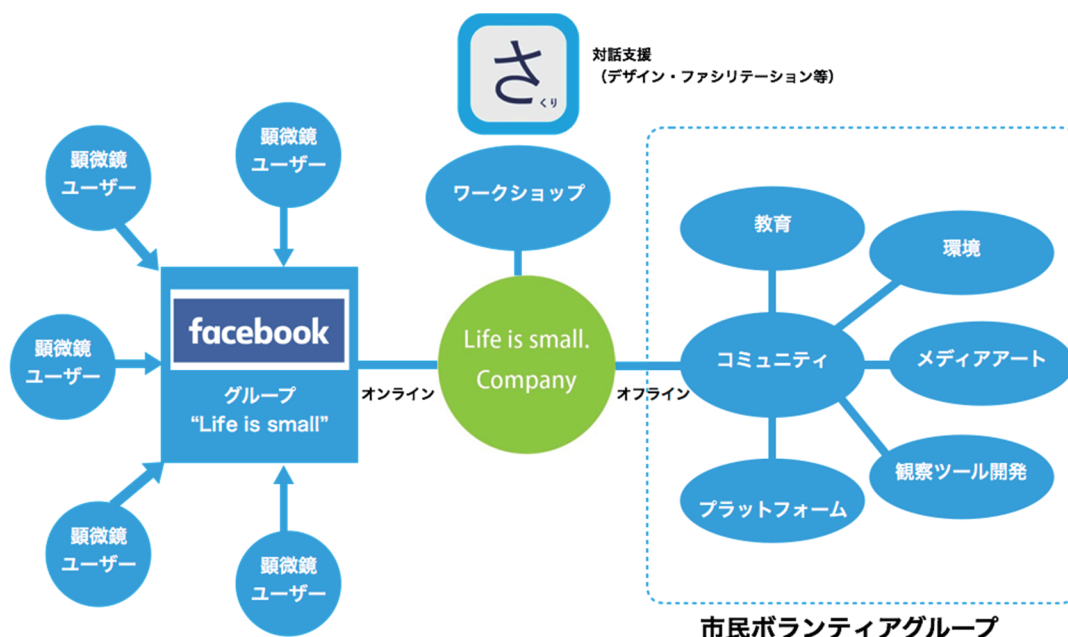 さ
くり
対話支援
（デザイン・ファシリテーション等）
顕微鏡
ユーザー
顕微鏡
ユーザー
顕微鏡
ユーザー
顕微鏡
ユーザー
顕微鏡
ユーザー
facebook
グループ
“Life is small”
オンライン
ワークショップ
Life is small.
Company
オフライン
コミュニティ
教育
環境
メディアアート
観察ツール開発
プラットフォーム
市民ボランティアグループ